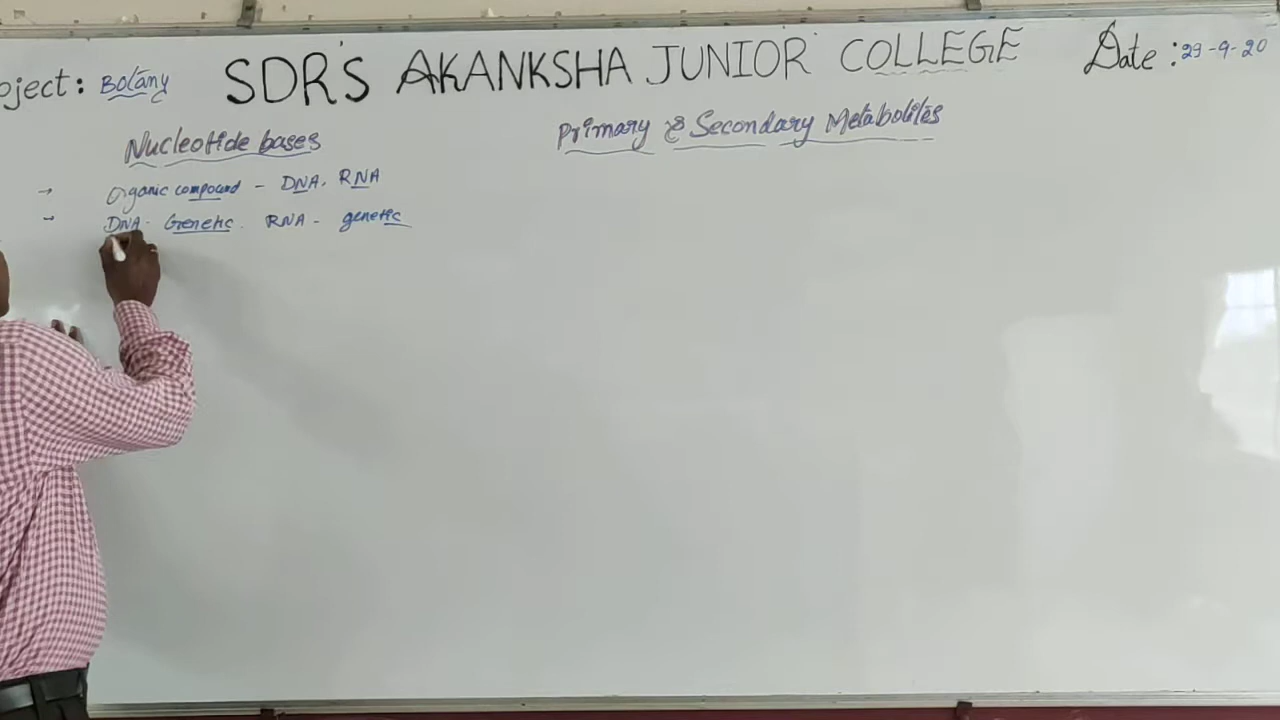 oject: Botany SDR'S AKANKSHA JUNIOR COLLEGE Date: 29-9-20
Nucleotide bases
→ Organic compound - DNA, RNA
→ DNA - Genetic. RNA - genetic
Primary & Secondary Metabolites